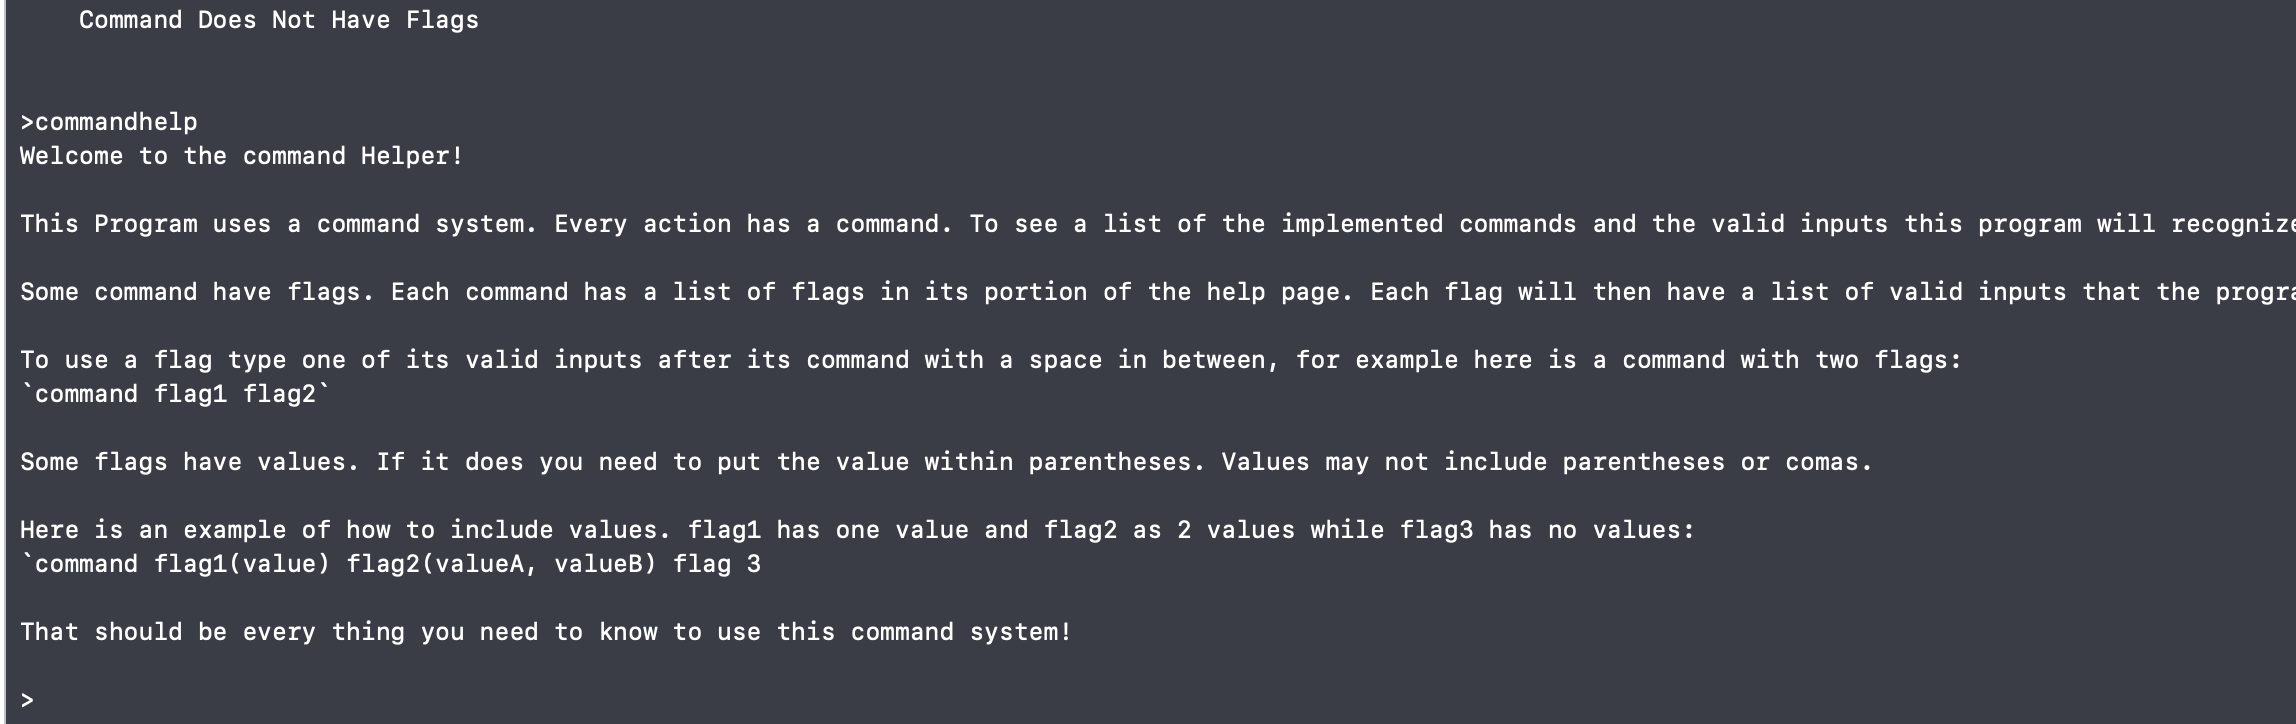 Command Does Not Have Flags
>commandhelp
Welcome to the command Helper!
This Program uses a command system. Every action has a command. To see a list of the implemented commands and the valid inputs this program will
Some command have flags. Each command has a list of flags in its portion of the help page. Each flag will then have a list of valid inputs that the
To use a flag type one of its valid inputs after its command with a space in between, for example here is a command with two flags:
`command flag1 flag2`
Some flags have values. If it does you need to put the value within parentheses. Values may not include parentheses or comas.
Here is an example of how to include values. flag1 has one value and flag2 as 2 values while flag3 has no values:
`command flag1(value) flag2(valueA, valueB) flag 3
That should be every thing you need to know to use this command system!
>